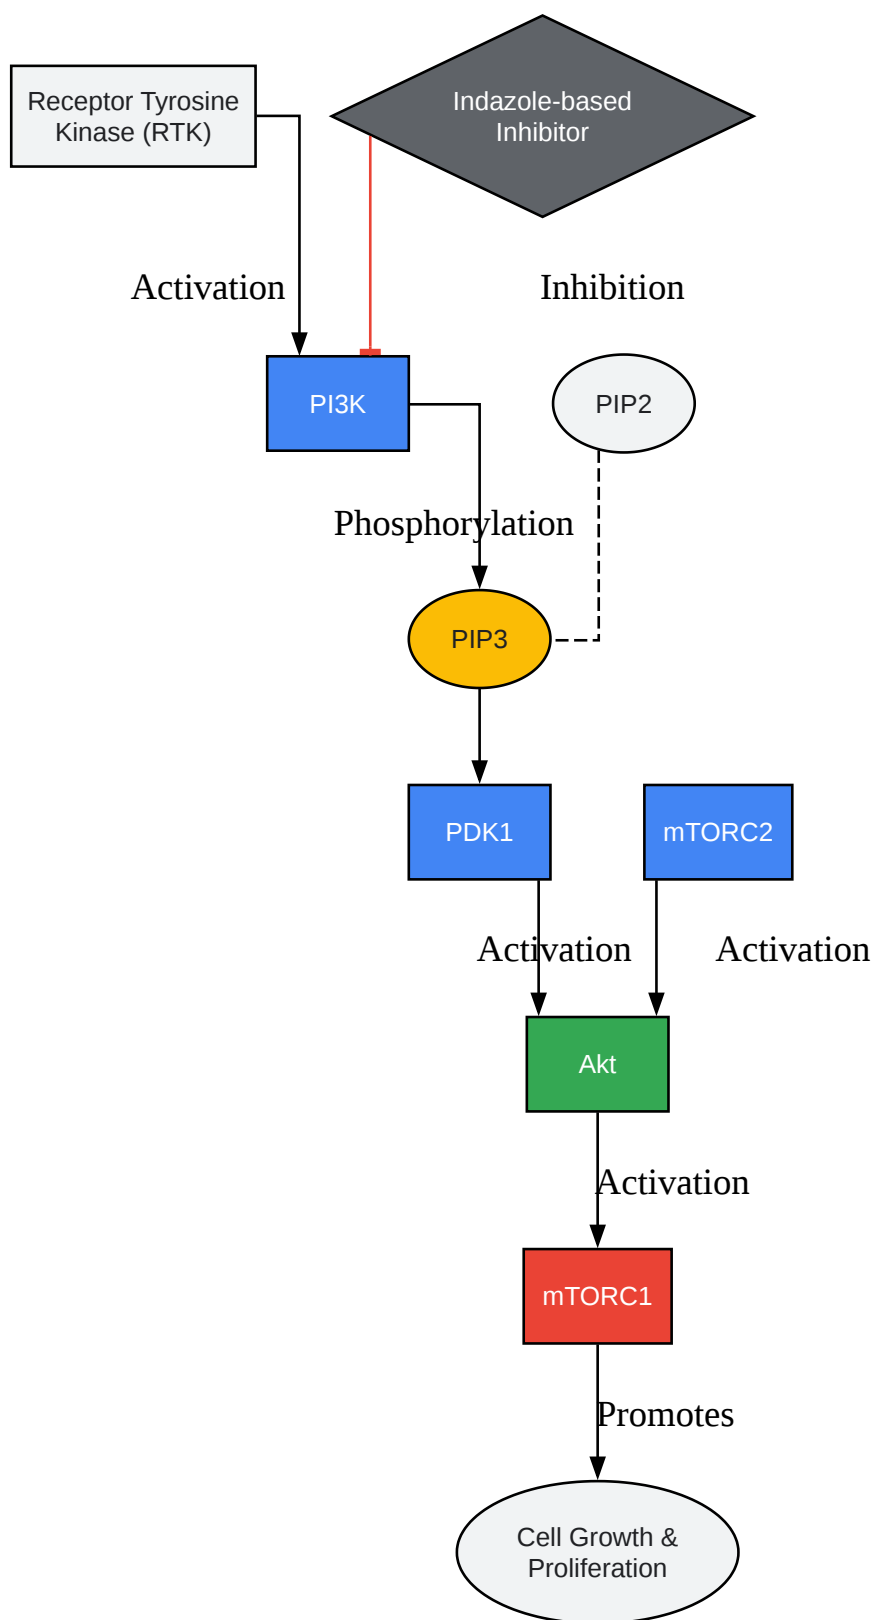 Receptor Tyrosine
Kinase (RTK)
Indazole-based
Inhibitor
Activation
Inhibition
PI3K
PIP2
Phosphorylation
PIP3
PDK1
mTORC2
Activation
Activation
Akt
Activation
mTORC1
Promotes
Cell Growth &
Proliferation